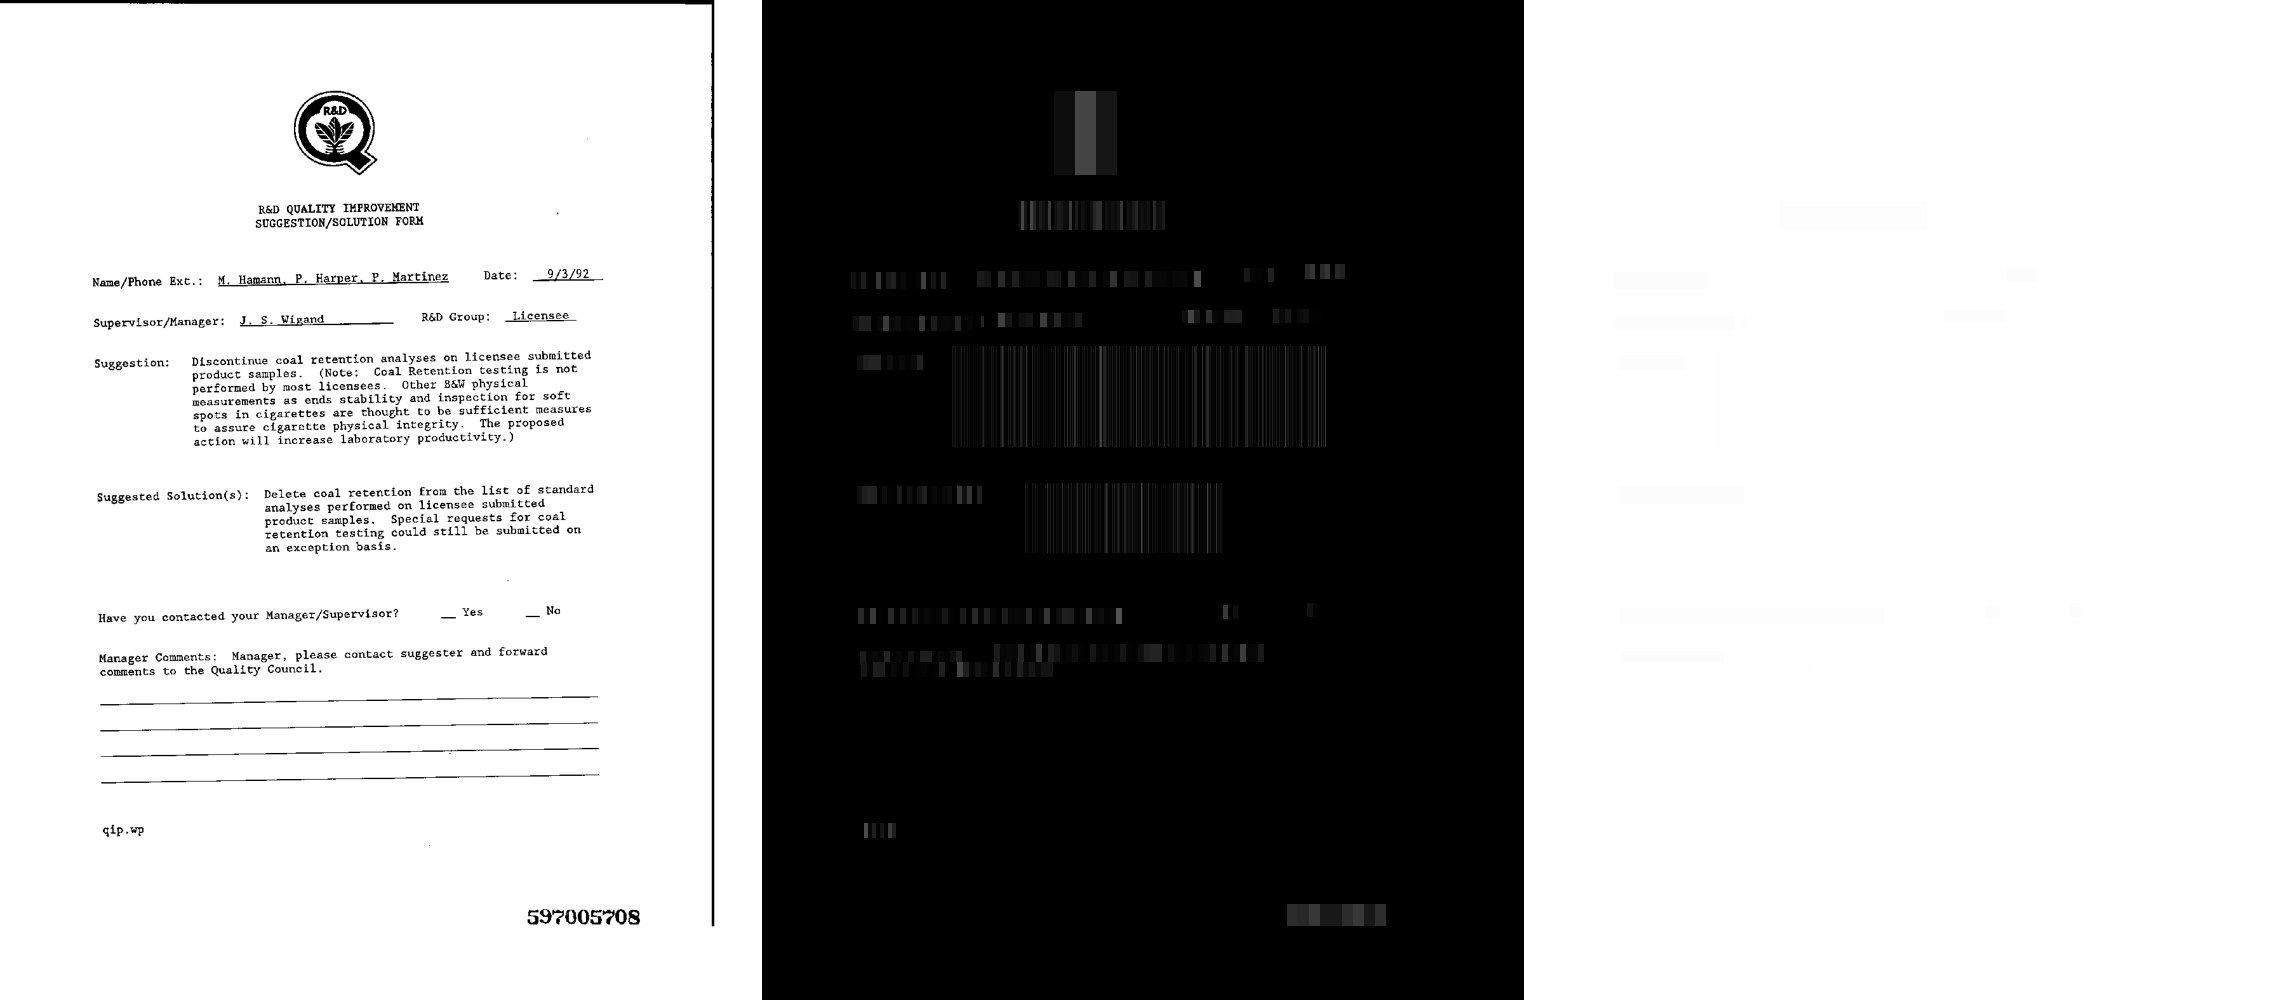 R&D
R&D QUALITY IMPROVEMENT
SUGGESTION/SOLUTION FORM
Name/Phone Ext.: M. Hamann, P. Harper, P. Martinez Date: 9/3/92
Supervisor/Manager: J. S. Wigand R&D Group: Licensee
Suggestion: Discontinue coal retention analyses on licensee submitted
product samples. (Note: Coal Retention testing is not
performed by most licensees. Other B&W physical
measurements as ends stability and inspection for soft
spots in cigarettes are thought to be sufficient measures
to assure cigarette physical integrity. The proposed
action will increase laboratory productivity.)
Suggested Solution(s): Delete coal retention from the list of standard
analyses performed on licensee submitted
product samples. Special requests for coal
retention testing could still be submitted on
an exception basis.
Have you contacted your Manager/Supervisor? __ Yes __ No
Manager Comments: Manager, please contact suggester and forward
comments to the Quality Council.
qip.wp
597005708